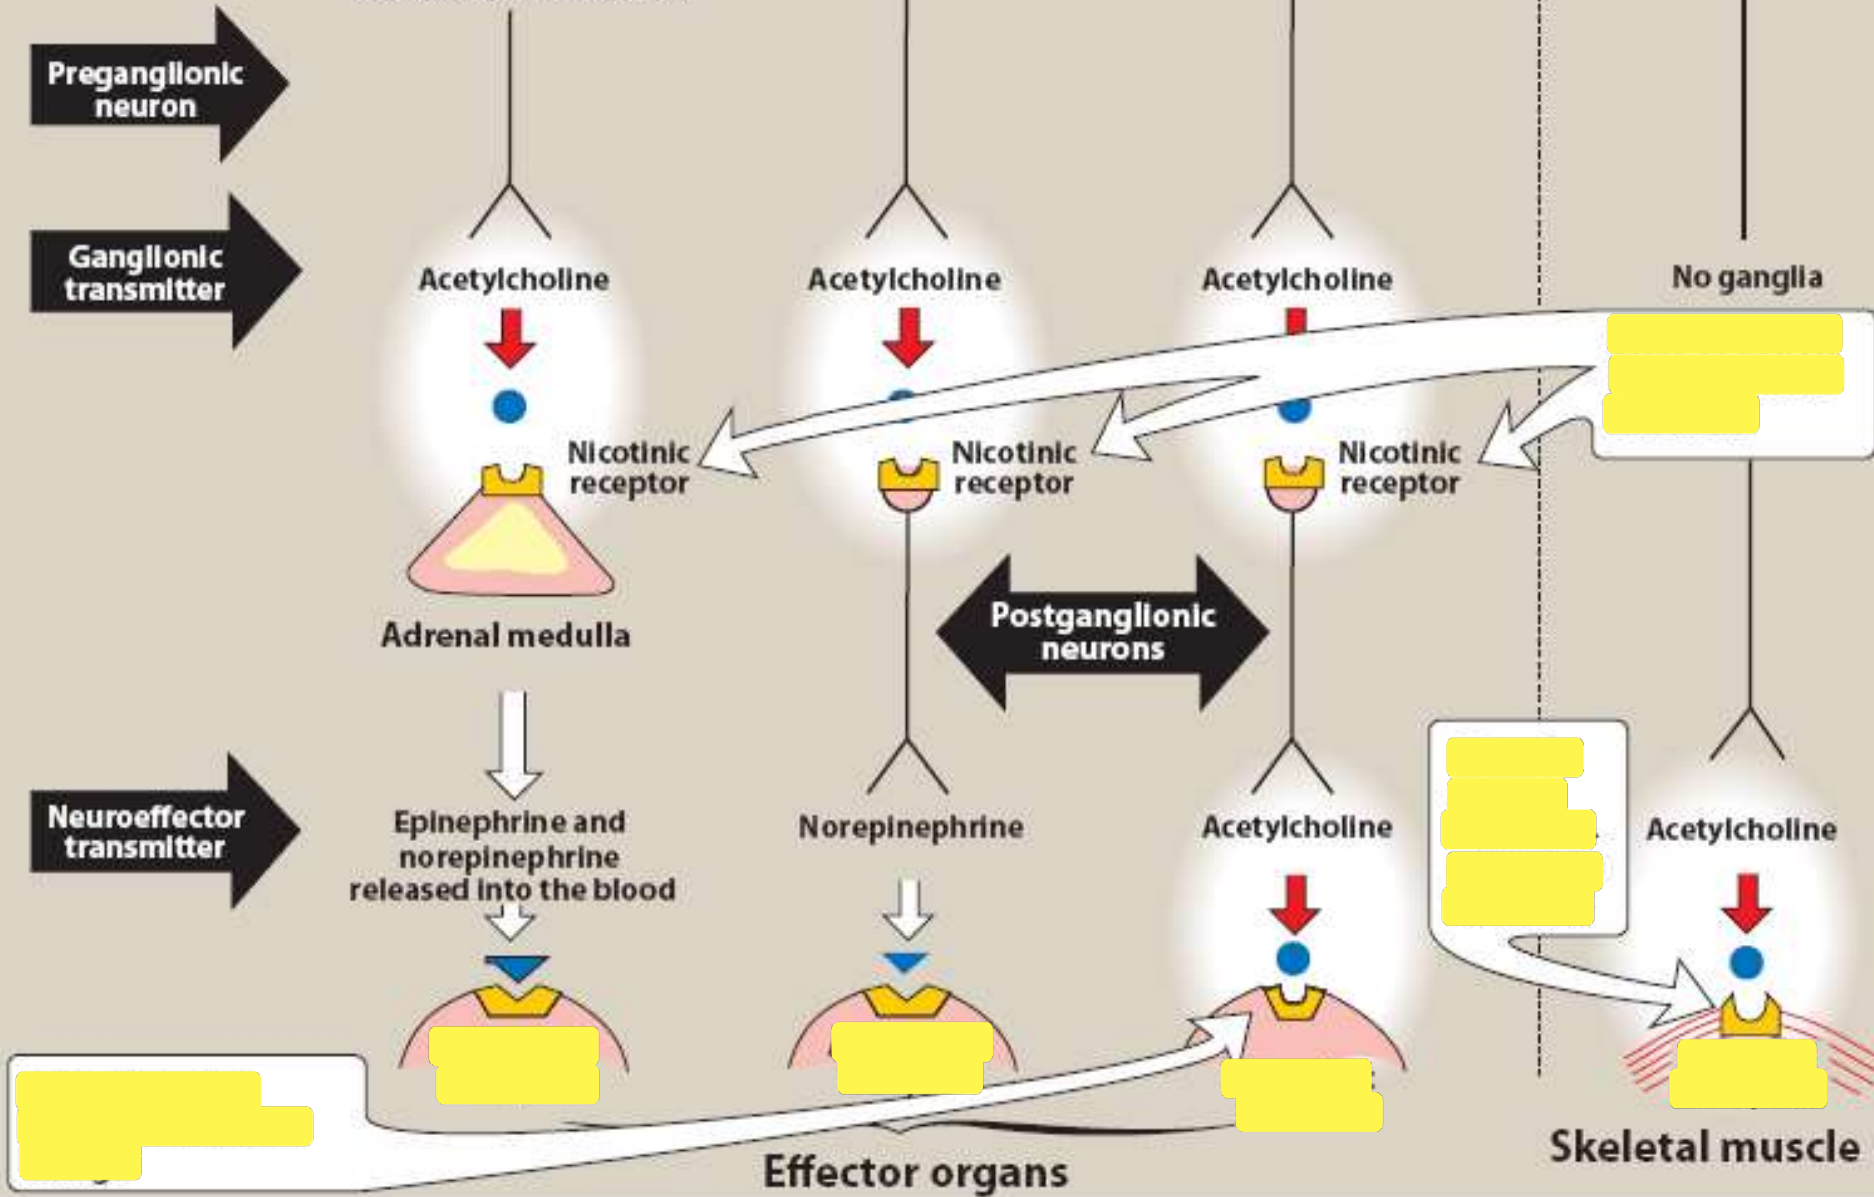 Preganglionic
neuron
Ganglionic
transmitter
Acetylcholine
Acetylcholine
Acetylcholine
No ganglia
Nicotinic
receptor
Nicotinic
receptor
Nicotinic
receptor
Adrenal medulla
Postganglionic
neurons
Neuroeffector
transmitter
Epinephrine and
norepinephrine
released into the blood
Norepinephrine
Acetylcholine
Acetylcholine
Effector organs
Skeletal muscle